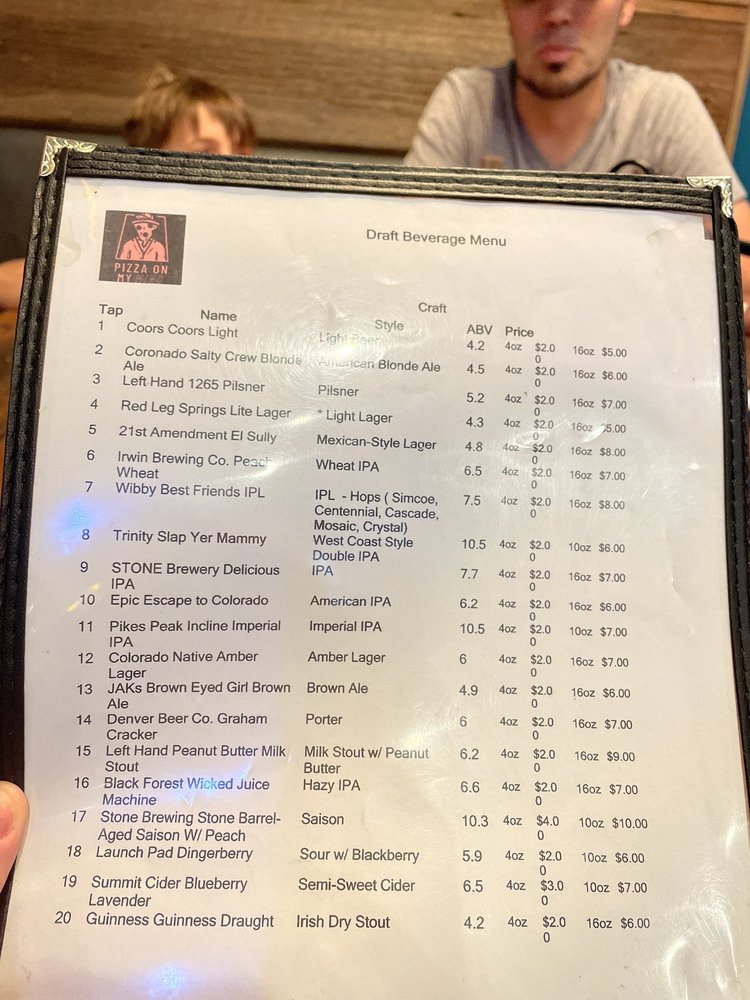 PIZZA ON
MY
Draft Beverage Menu
Craft
Tap Name Style ABV Price
1 Coors Coors Light Light Beer 4.2 4oz $2.0 16oz $5.00
0
2 Coronado Salty Crew Blonde American Blonde Ale 4.5 4oz $2.0 16oz $6.00
Ale 0
3 Left Hand 1265 Pilsner Pilsner 5.2 4oz $2.0 16oz $7.00
0
4 Red Leg Springs Lite Lager * Light Lager 4.3 4oz $2.0 16oz 5.00
0
5 21st Amendment El Sully Mexican-Style Lager 4.8 4oz $2.0 16oz $8.00
0
6 Irwin Brewing Co. Peach Wheat IPA 6.5 4oz $2.0 16oz $7.00
Wheat 0
7 Wibby Best Friends IPL IPL - Hops ( Simcoe, 7.5 4oz $2.0 16oz $8.00
Centennial, Cascade, 0
Mosaic, Crystal)
8 Trinity Slap Yer Mammy West Coast Style 10.5 4oz $2.0 10oz $6.00
Double IPA 0
9 STONE Brewery Delicious IPA 7.7 4oz $2.0 16oz $7.00
IPA 0
10 Epic Escape to Colorado American IPA 6.2 4oz $2.0 16oz $6.00
0
11 Pikes Peak Incline Imperial Imperial IPA 10.5 4oz $2.0 10oz $7.00
IPA 0
12 Colorado Native Amber Amber Lager 6 4oz $2.0 16oz $7.00
Lager 0
13 JAKs Brown Eyed Girl Brown Brown Ale 4.9 4oz $2.0 16oz $6.00
Ale 0
14 Denver Beer Co. Graham Porter 6 4oz $2.0 16oz $7.00
Cracker 0
15 Left Hand Peanut Butter Milk Milk Stout w/ Peanut 6.2 4oz $2.0 16oz $9.00
Stout Butter 0
16 Black Forest Wicked Juice Hazy IPA 6.6 4oz $2.0 16oz $7.00
Machine 0
17 Stone Brewing Stone Barrel- Saison 10.3 4oz $4.0 10oz $10.00
Aged Saison W/ Peach 0
18 Launch Pad Dingerberry Sour w/ Blackberry 5.9 4oz $2.0 10oz $6.00
0
19 Summit Cider Blueberry Semi-Sweet Cider 6.5 4oz $3.0 10oz $7.00
Lavender 0
20 Guinness Guinness Draught Irish Dry Stout 4.2 4oz $2.0 16oz $6.00
0